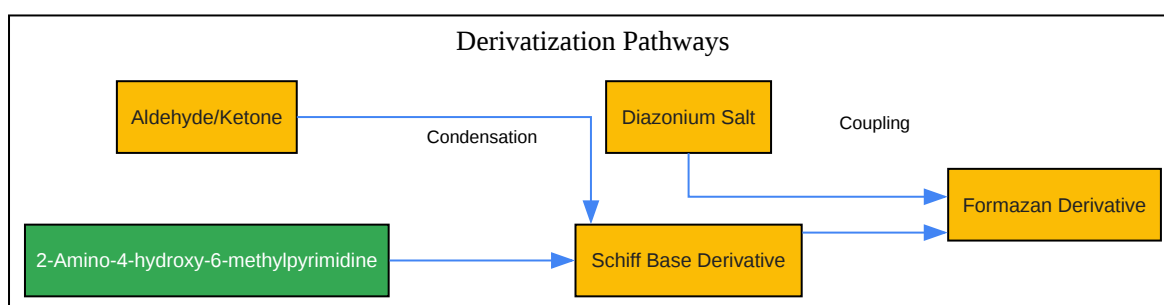 Derivatization Pathways
Aldehyde/Ketone
Diazonium Salt
Condensation
Coupling
Formazan Derivative
2-Amino-4-hydroxy-6-methylpyrimidine
Schiff Base Derivative